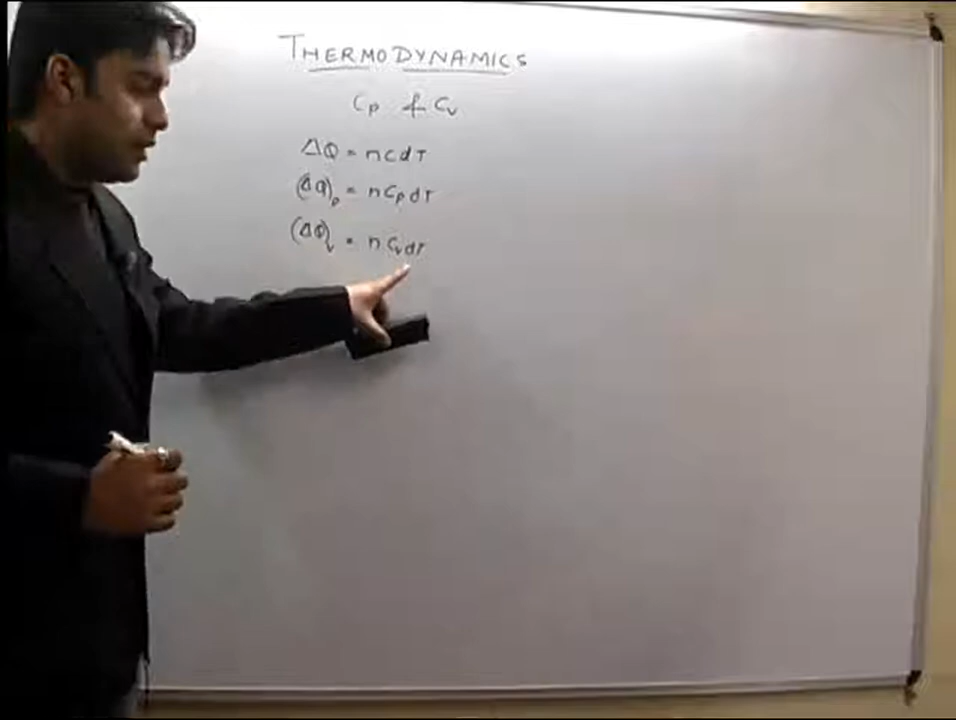 THERMODYNAMICS
Cp & Cv
ΔQ = nCdT
(ΔQ)p = nCpdT
(ΔQ)v = nCvdT